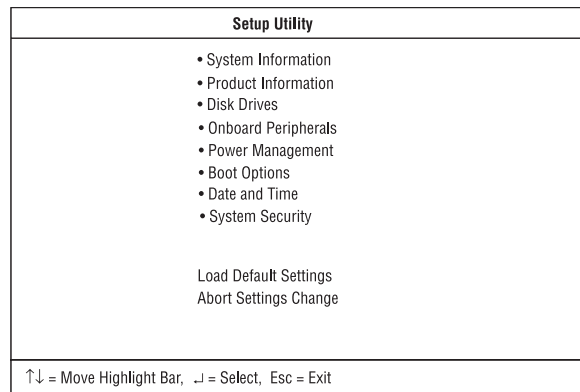 Setup Utility
• System Information
• Product Information
• Disk Drives
• Onboard Peripherals
• Power Management
• Boot Options
• Date and Time
• System Security
Load Default Settings
Abort Settings Change
↑↓ = Move Highlight Bar, ↵ = Select, Esc = Exit